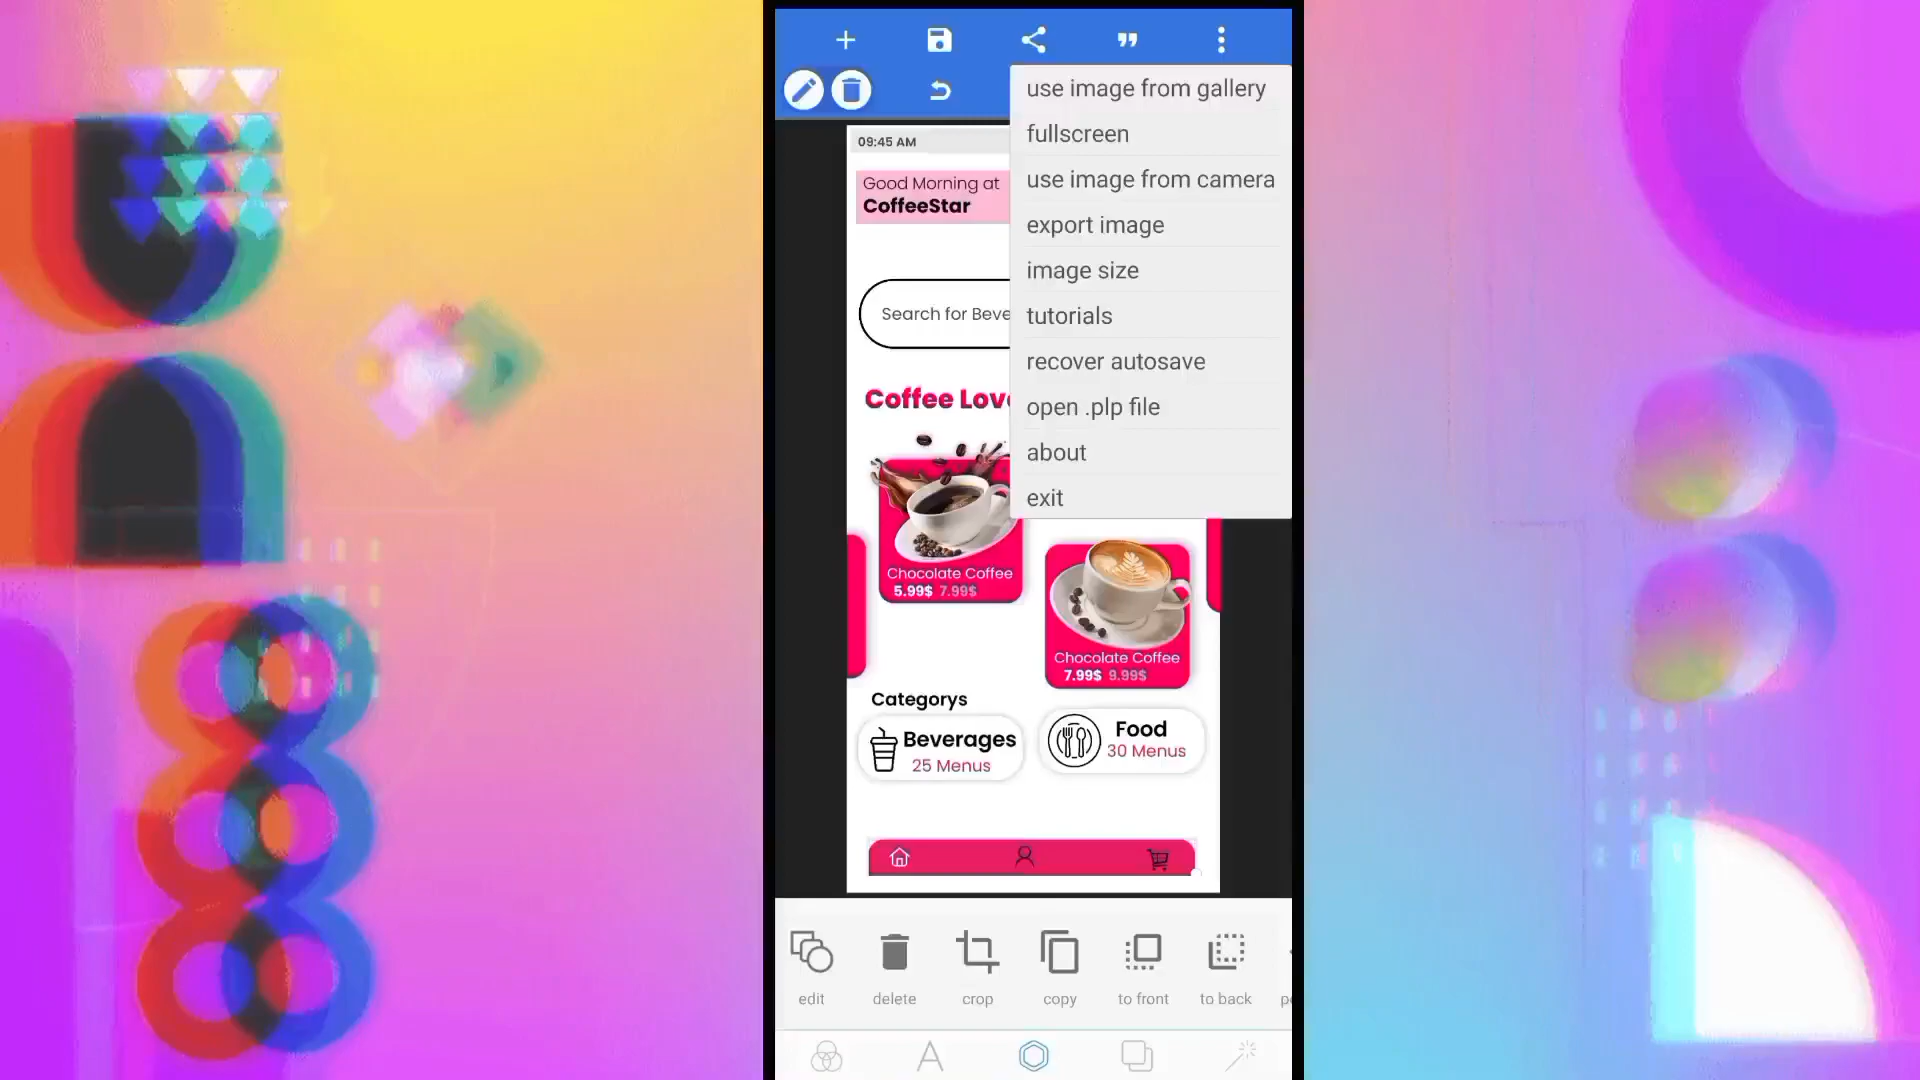 use image from gallery
fullscreen
use image from camera
export image
image size
tutorials
recover autosave
open .plp file
about
exit
09:45 AM
Good Morning at
CoffeeStar
Search for Beve
Coffee Love
Chocolate Coffee
5.99$ 7.99$
Chocolate Coffee
7.99$ 9.99$
Categorys
Beverages
25 Menus
Food
30 Menus
edit
delete
crop
copy
to front
to back